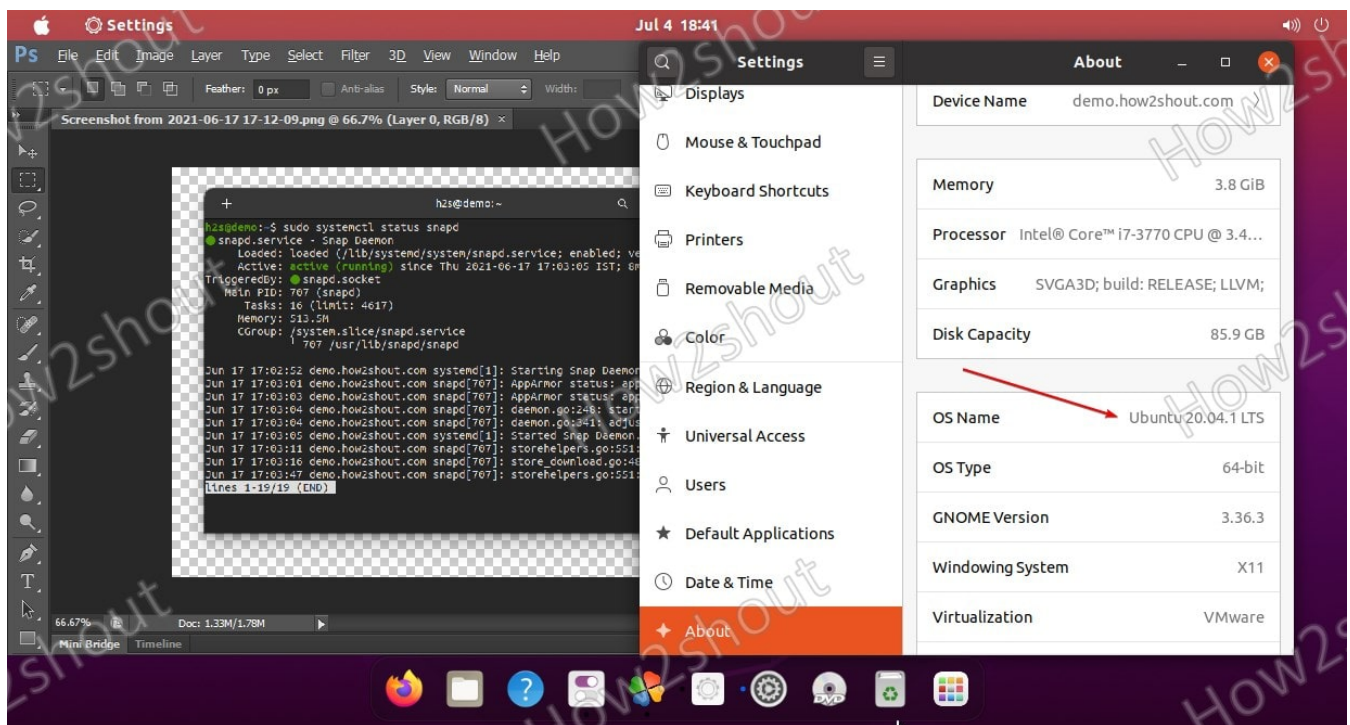 Settings
Jul 4 18:41
Ps File Edit Image Layer Type Select Filter 3D View Window Help
Feather: 0 px Anti-alias Style: Normal Width:
Screenshot from 2021-06-17 17-12-09.png @ 66.7% (Layer 0, RGB/8) ×
h2s@demo:~
h2s@demo:~$ sudo systemctl status snapd
snapd.service - Snap Daemon
Loaded: loaded (/lib/systemd/system/snapd.service; enabled; ve
Active: active (running) since Thu 2021-06-17 17:03:05 IST; 8m
TriggeredBy: snapd.socket
Main PID: 707 (snapd)
Tasks: 16 (limit: 4617)
Memory: 513.5M
CGroup: /system.slice/snapd.service
707 /usr/lib/snapd/snapd
Jun 17 17:02:52 demo.how2shout.com systemd[1]: Starting Snap Daemon
Jun 17 17:03:01 demo.how2shout.com snapd[707]: AppArmor status: app
Jun 17 17:03:03 demo.how2shout.com snapd[707]: AppArmor status: app
Jun 17 17:03:04 demo.how2shout.com snapd[707]: daemon.go:248: start
Jun 17 17:03:04 demo.how2shout.com snapd[707]: daemon.go:341: adjus
Jun 17 17:03:05 demo.how2shout.com systemd[1]: Started Snap Daemon.
Jun 17 17:03:11 demo.how2shout.com snapd[707]: storehelpers.go:551:
Jun 17 17:03:16 demo.how2shout.com snapd[707]: store_download.go:48
Jun 17 17:03:47 demo.how2shout.com snapd[707]: storehelpers.go:551:
lines 1-19/19 (END)
66.67% Doc: 1.33M/1.78M
Mini Bridge Timeline
Settings
Displays
Mouse & Touchpad
Keyboard Shortcuts
Printers
Removable Media
Color
Region & Language
Universal Access
Users
Default Applications
Date & Time
About
About
Device Name demo.how2shout.com
Memory 3.8 GiB
Processor Intel® Core™ i7-3770 CPU @ 3.4...
Graphics SVGA3D; build: RELEASE; LLVM;
Disk Capacity 85.9 GB
OS Name Ubuntu 20.04.1 LTS
OS Type 64-bit
GNOME Version 3.36.3
Windowing System X11
Virtualization VMware
DVD
How2shout